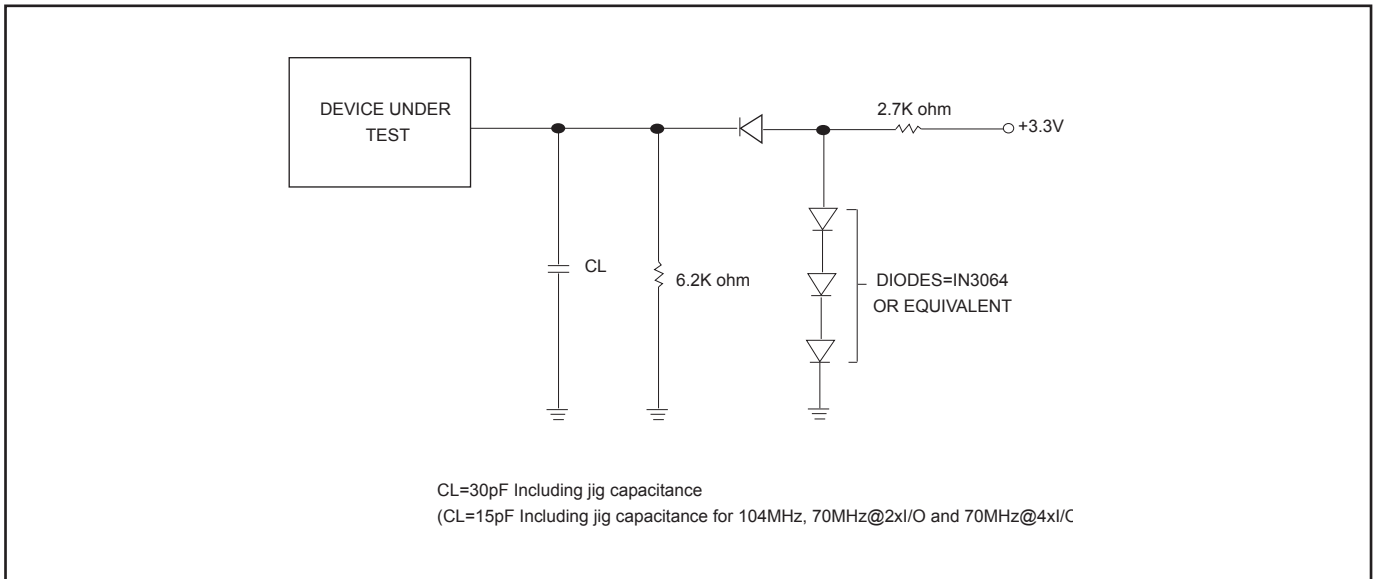 DEVICE UNDER
TEST
2.7K ohm
+3.3V
CL
6.2K ohm
DIODES=IN3064
OR EQUIVALENT
CL=30pF Including jig capacitance
(CL=15pF Including jig capacitance for 104MHz, 70MHz@2xI/O and 70MHz@4xI/